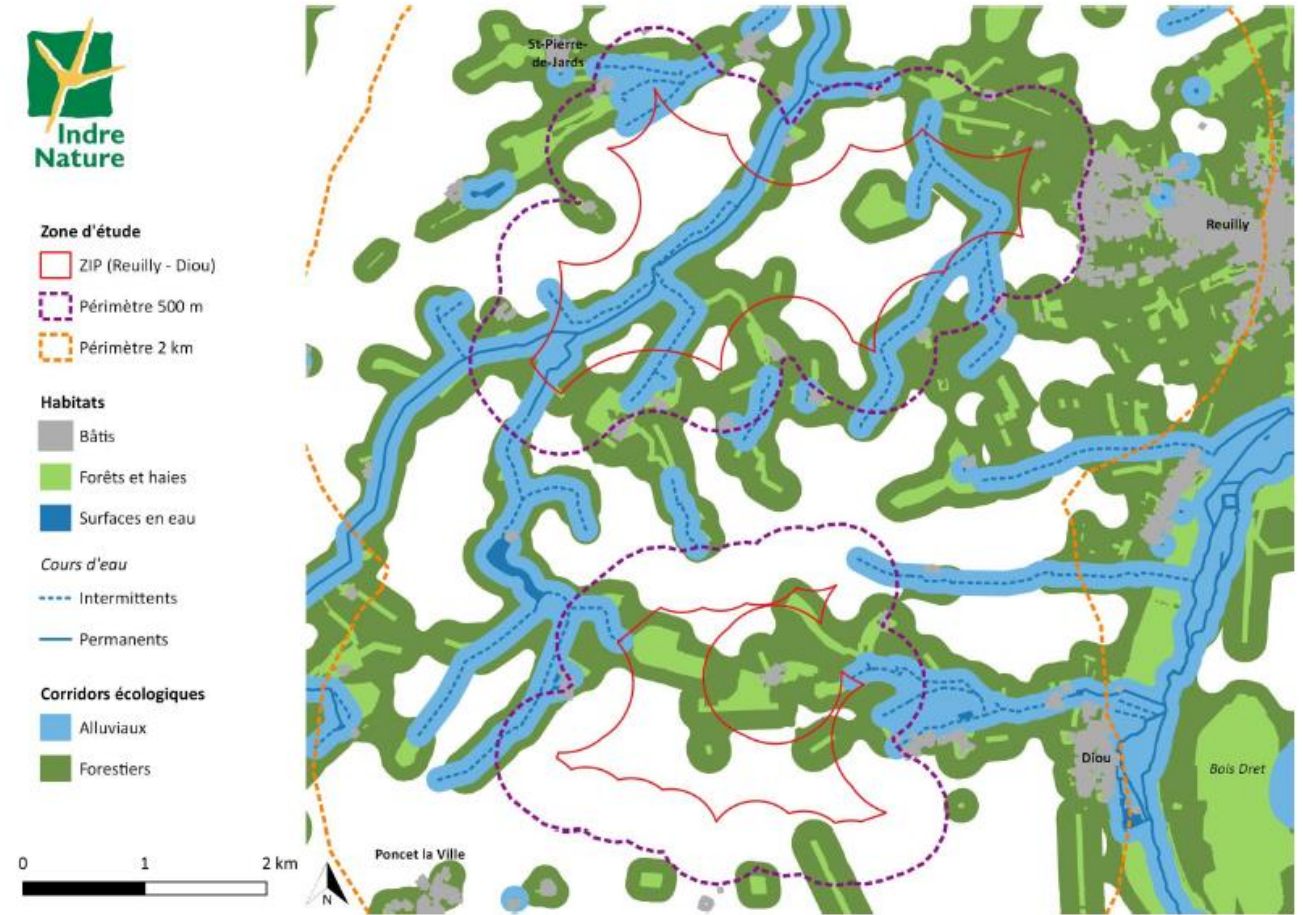 Indre
Nature
Zone d'étude
ZIP (Reuilly - Diou)
Périmètre 500 m
Périmètre 2 km
Habitats
Bâtis
Forêts et haies
Surfaces en eau
Cours d'eau
Intermittents
Permanents
Corridors écologiques
Alluviaux
Forestiers
0 1 2 km
St-Pierre-
de-Jards
Reuilly
Diou
Bois Dret
Poncet la Ville
N